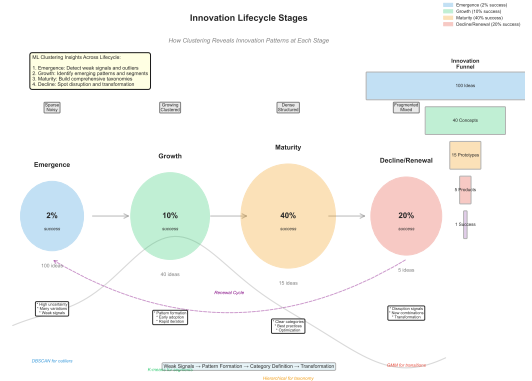 Innovation Lifecycle Stages
How Clustering Reveals Innovation Patterns at Each Stage
Emergence (2% success)
Growth (10% success)
Maturity (40% success)
Decline/Renewal (20% success)
ML Clustering Insights Across Lifecycle:
1. Emergence: Detect weak signals and outliers
2. Growth: Identify emerging patterns and segments
3. Maturity: Build comprehensive taxonomies
4. Decline: Spot disruption and transformation
Innovation
Funnel
100 Ideas
40 Concepts
15 Prototypes
5 Products
1 Success
Sparse
Noisy
Growing
Clustered
Dense
Structured
Fragmented
Mixed
Emergence
Growth
Maturity
Decline/Renewal
2%
success
10%
success
40%
success
20%
success
100 ideas
40 ideas
15 ideas
5 ideas
Renewal Cycle
* High uncertainty
* Many variations
* Weak signals
* Pattern formation
* Early adoption
* Rapid iteration
* Clear categories
* Best practices
* Optimization
* Disruption signals
* New combinations
* Transformation
DBSCAN for outliers
Weak Signals → Pattern Formation → Category Definition → Transformation
Hierarchical for taxonomy
GMM for transitions